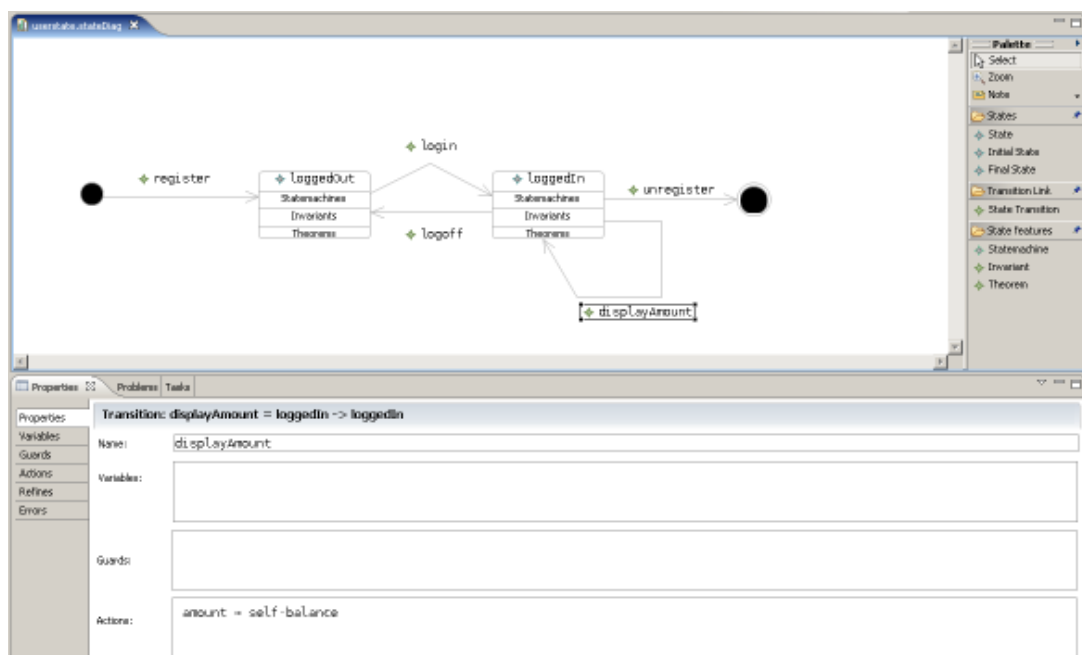 userstate.stateDiag
Palette
Select
Zoom
Note
States
State
Initial State
Final State
Transition Link
State Transition
State Features
Statemachine
Invariant
Theorem
login
register
loggedOut
Statemachines
Invariants
Theorems
logoff
loggedIn
Statemachines
Invariants
Theorems
unregister
displayAmount
Properties
Problems
Tasks
Properties
Variables
Guards
Actions
Refines
Errors
Transition: displayAmount = loggedIn -> loggedIn
Name:
displayAmount
Variables:
Guards:
Actions:
amount = self-balance